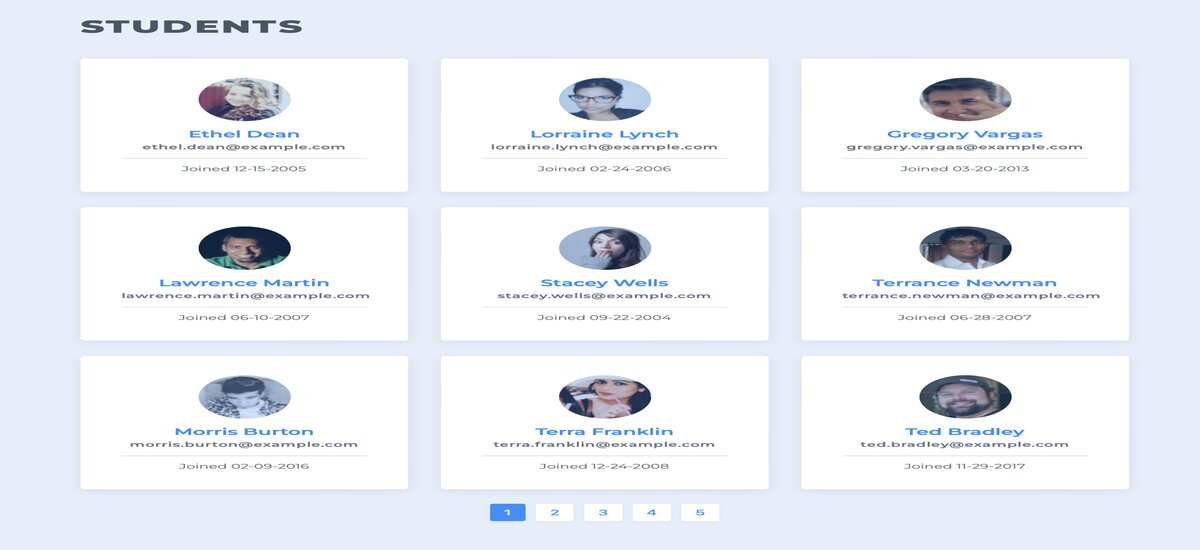 STUDENTS
Ethel Dean
ethel.dean@example.com
Joined 12-15-2005
Lorraine Lynch
lorraine.lynch@example.com
Joined 02-24-2006
Gregory Vargas
gregory.vargas@example.com
Joined 03-20-2013
Lawrence Martin
lawrence.martin@example.com
Joined 06-10-2007
Stacey Wells
stacey.wells@example.com
Joined 09-22-2004
Terrance Newman
terrance.newman@example.com
Joined 06-28-2007
Morris Burton
morris.burton@example.com
Joined 02-09-2016
Terra Franklin
terra.franklin@example.com
Joined 12-24-2008
Ted Bradley
ted.bradley@example.com
Joined 11-29-2017
1 2 3 4 5